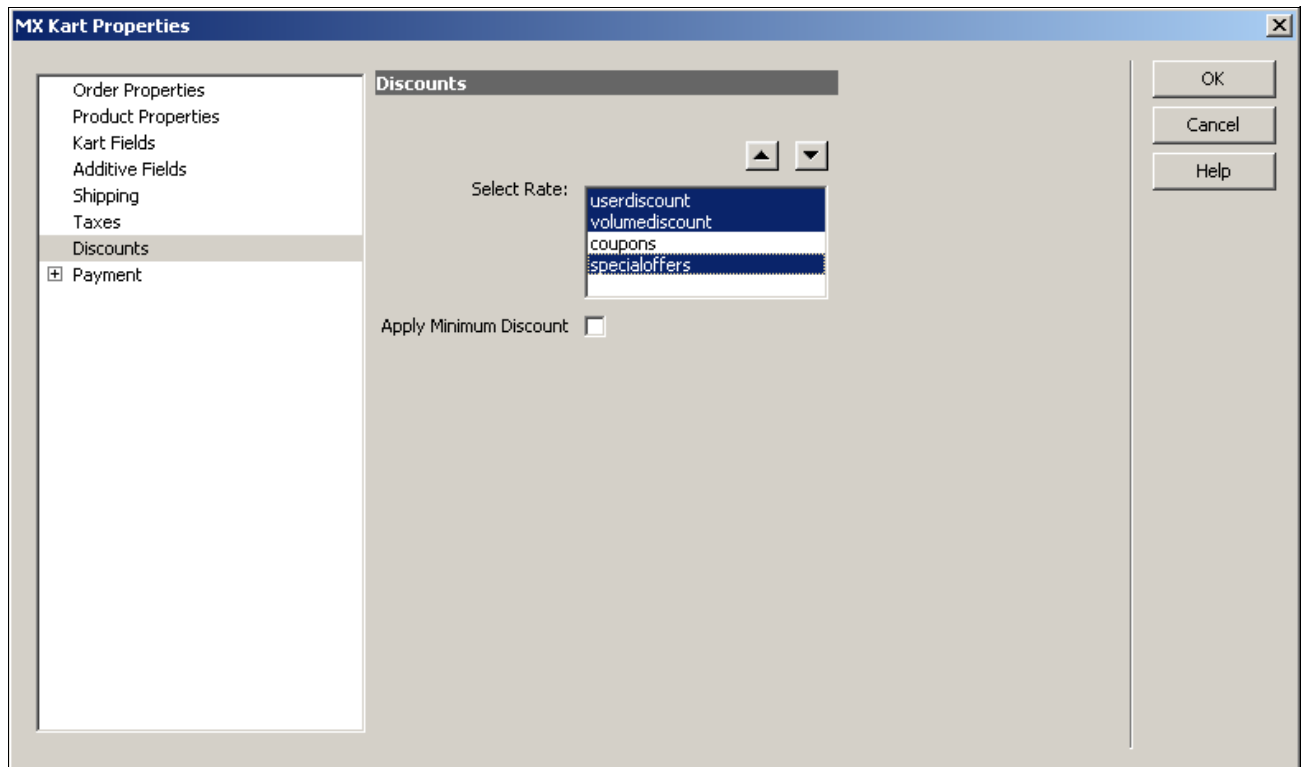 MX Kart Properties
Order Properties
Product Properties
Kart Fields
Additive Fields
Shipping
Taxes
Discounts
Payment
Discounts
Select Rate:
userdiscount
volumediscount
coupons
specialoffers
Apply Minimum Discount
OK
Cancel
Help